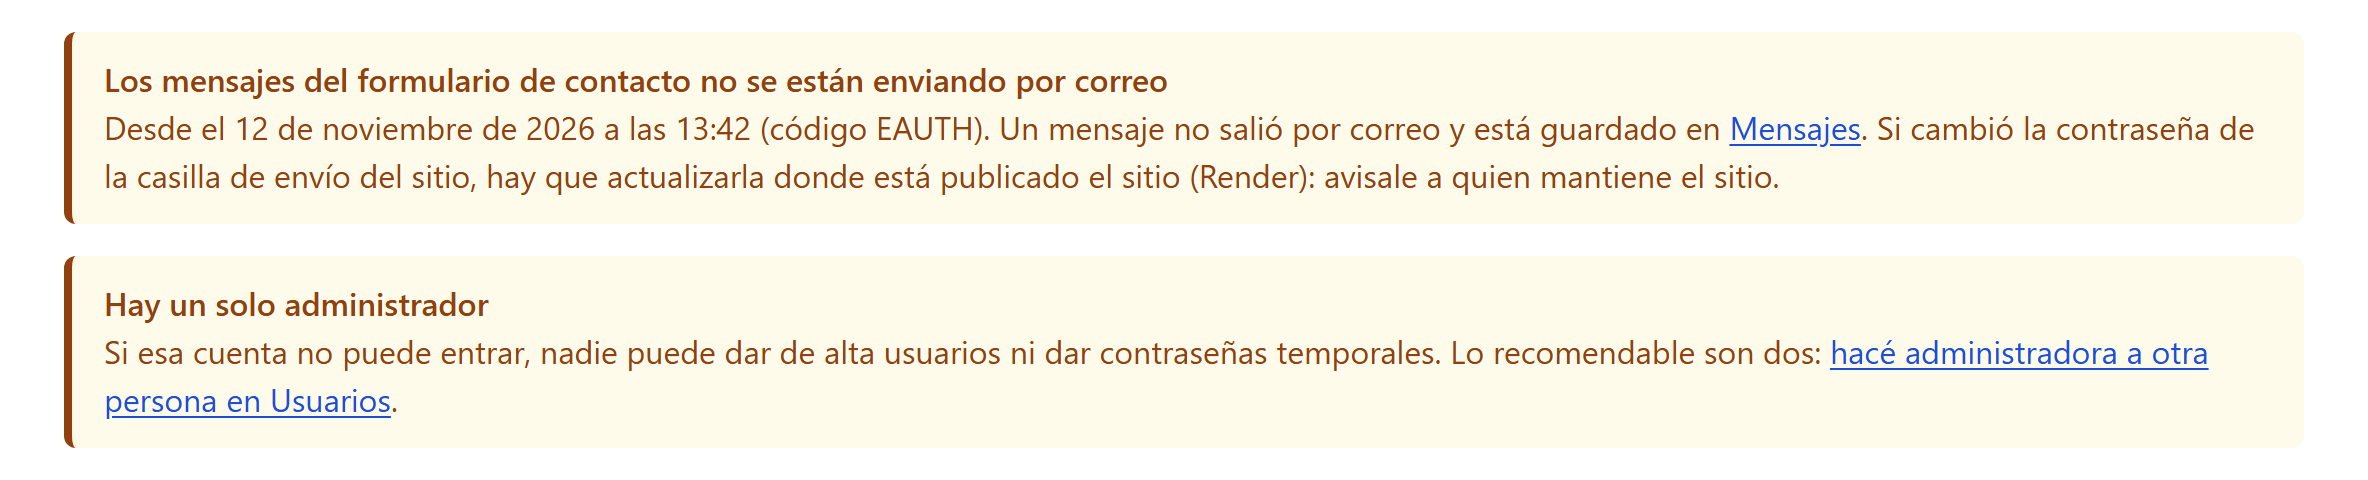 Los mensajes del formulario de contacto no se están enviando por correo
Desde el 12 de noviembre de 2026 a las 13:42 (código EAUTH). Un mensaje no salió por correo y está guardado en Mensajes. Si cambió la contraseña de
la casilla de envío del sitio, hay que actualizarla donde está publicado el sitio (Render): avisale a quien mantiene el sitio.
Hay un solo administrador
Si esa cuenta no puede entrar, nadie puede dar de alta usuarios ni dar contraseñas temporales. Lo recomendable son dos: hacé administradora a otra
persona en Usuarios.